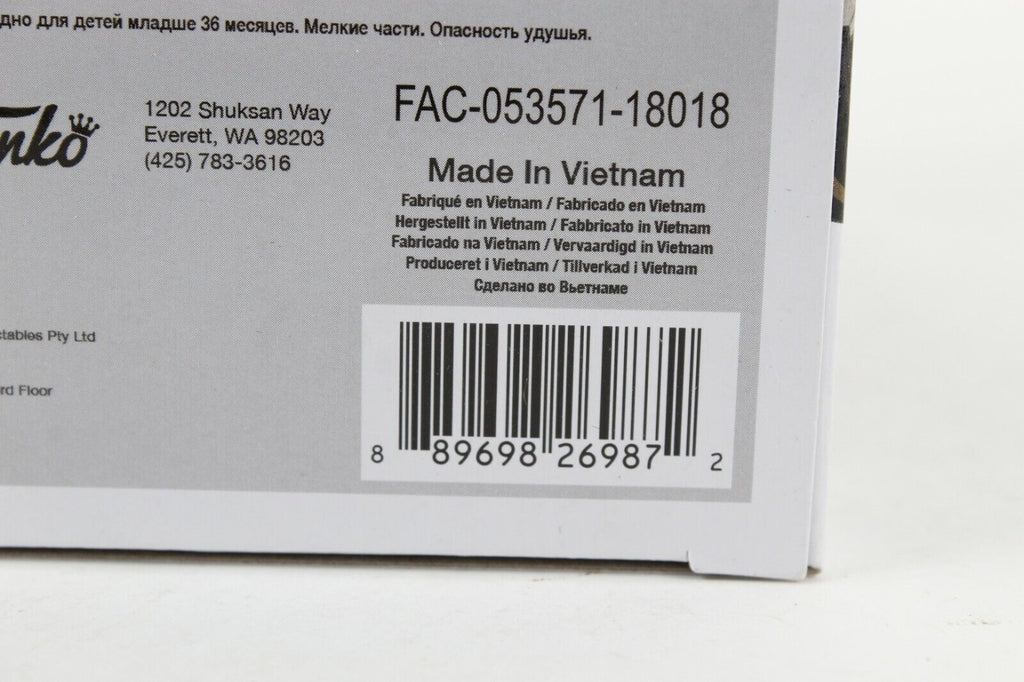 дно для детей младше 36 месяцев. Мелкие части. Опасность удушья.
nko
1202 Shuksan Way
Everett, WA 98203
(425) 783-3616
FAC-053571-18018
Made In Vietnam
Fabriqué en Vietnam / Fabricado en Vietnam
Hergestellt in Vietnam / Fabbricato in Vietnam
Fabricado na Vietnam / Vervaardigd in Vietnam
Produceret i Vietnam / Tillverkad i Vietnam
Сделано во Вьетнаме
ctables Pty Ltd
rd Floor
8 89698 26987 2